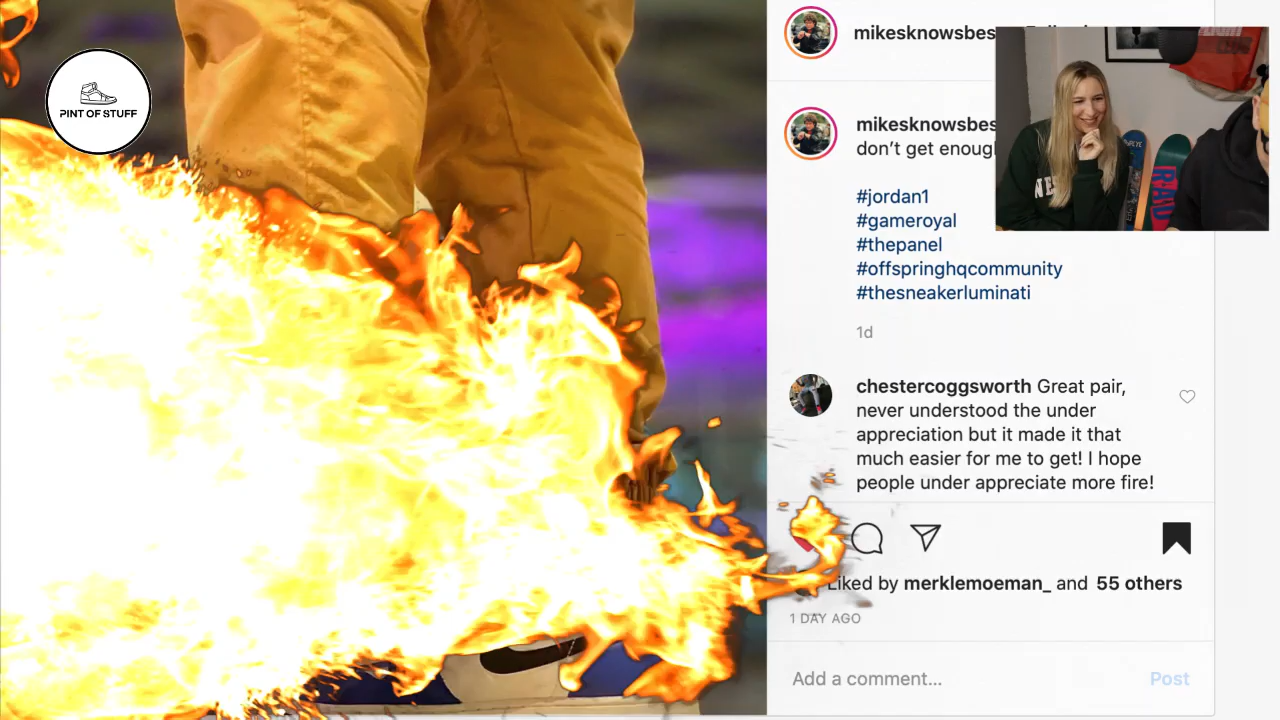 PINT OF STUFF
mikesknowsbes
mikesknowsbes
don't get enough
#jordan1
#gameroyal
#thepanel
#offspringhqcommunity
#thesneakerluminati
1d
chestercoggsworth Great pair,
never understood the under
appreciation but it made it that
much easier for me to get! I hope
people under appreciate more fire!
Liked by merklemoeman_ and 55 others
1 DAY AGO
Add a comment...
Post